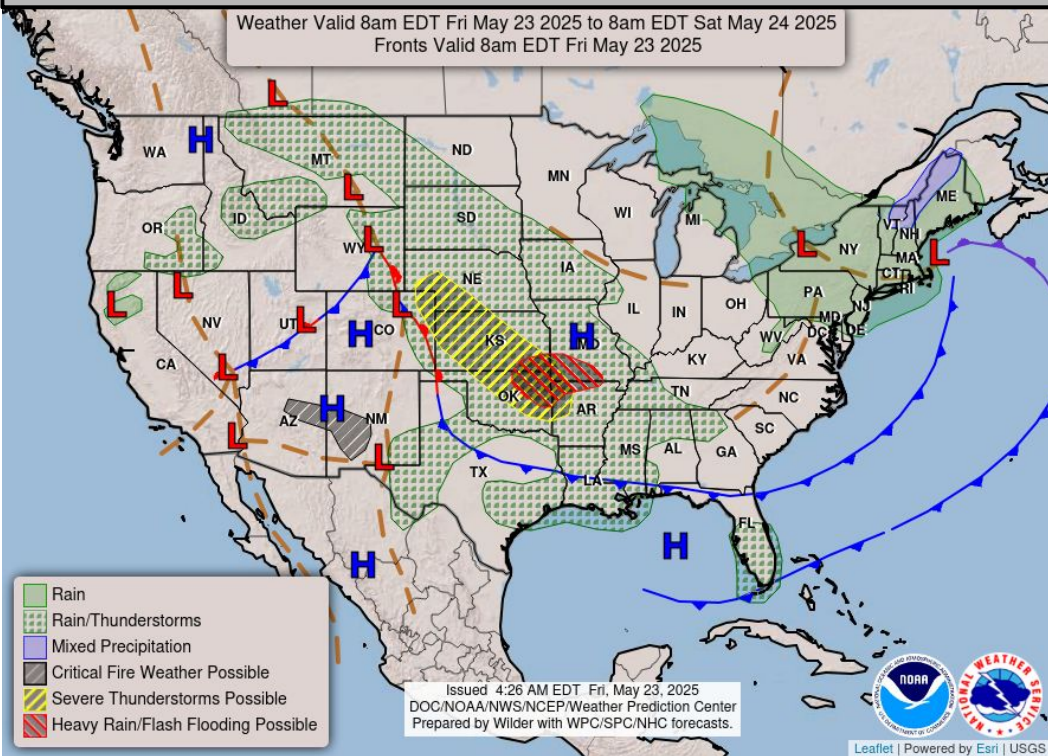 Weather Valid 8am EDT Fri May 23 2025 to 8am EDT Sat May 24 2025
Fronts Valid 8am EDT Fri May 23 2025
L
H
WA
MT
ND
MN
ME
VT
NH
L
OR
ID
SD
WI
MI
NY
MA
CT
RI
L
L
WY
L
IA
PA
NJ
L
L
NE
L
NV
UT
L
H
CO
KS
H
MO
IL
IN
OH
WV
MD
DC
DE
VA
CA
L
KY
AZ
H
NM
OK
AR
TN
NC
L
L
TX
LA
MS
AL
GA
SC
FL
H
H
Rain
Rain/Thunderstorms
Mixed Precipitation
Critical Fire Weather Possible
Severe Thunderstorms Possible
Heavy Rain/Flash Flooding Possible
Issued 4:26 AM EDT Fri, May 23, 2025
DOC/NOAA/NWS/NCEP/Weather Prediction Center
Prepared by Wilder with WPC/SPC/NHC forecasts.
NOAA
NATIONAL WEATHER SERVICE
Leaflet | Powered by Esri | USGS